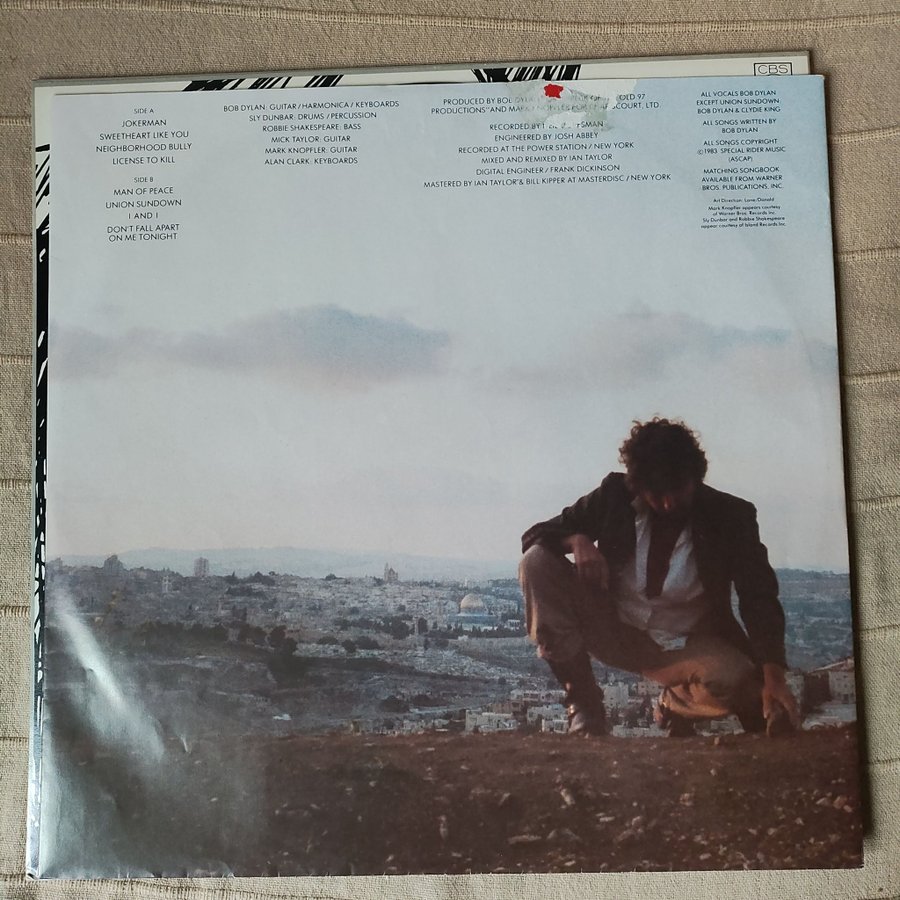 CBS
SIDE A
JOKERMAN
SWEETHEART LIKE YOU
NEIGHBORHOOD BULLY
LICENSE TO KILL
SIDE B
MAN OF PEACE
UNION SUNDOWN
I AND I
DON'T FALL APART
ON ME TONIGHT
BOB DYLAN: GUITAR / HARMONICA / KEYBOARDS
SLY DUNBAR: DRUMS / PERCUSSION
ROBBIE SHAKESPEARE: BASS
MICK TAYLOR: GUITAR
MARK KNOPFLER: GUITAR
ALAN CLARK: KEYBOARDS
PRODUCED BY BOB OLD 97
PRODUCTIONS" AND MARK COURT, LTD.
RECORDED BY
ENGINEERED BY JOSH ABBEY
RECORDED AT THE POWER STATION / NEW YORK
MIXED AND REMIXED BY IAN TAYLOR
DIGITAL ENGINEER / FRANK DICKINSON
MASTERED BY IAN TAYLOR & BILL KIPPER AT MASTERDISC / NEW YORK
ALL VOCALS BOB DYLAN
EXCEPT UNION SUNDOWN:
BOB DYLAN & CLYDIE KING
ALL SONGS WRITTEN BY
BOB DYLAN
ALL SONGS COPYRIGHT
©1983 SPECIAL RIDER MUSIC
(ASCAP)
MATCHING SONGBOOK
AVAILABLE FROM WARNER
BROS. PUBLICATIONS, INC.
Art Direction: Lane/Donald
Mark Knopfler appears courtesy
of Warner Bros. Records Inc.
Sly Dunbar and Robbie Shakespeare
appear courtesy of Island Records Inc.